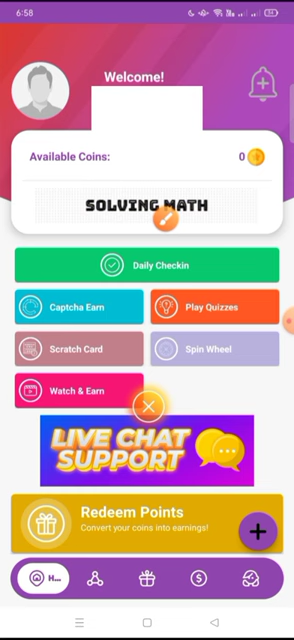 6:58
Welcome!
Available Coins:
0
SOLVING MATH
Daily Checkin
Captcha Earn
Play Quizzes
Scratch Card
Spin Wheel
Watch & Earn
LIVE CHAT
SUPPORT
Redeem Points
Convert your coins into earnings!
H...